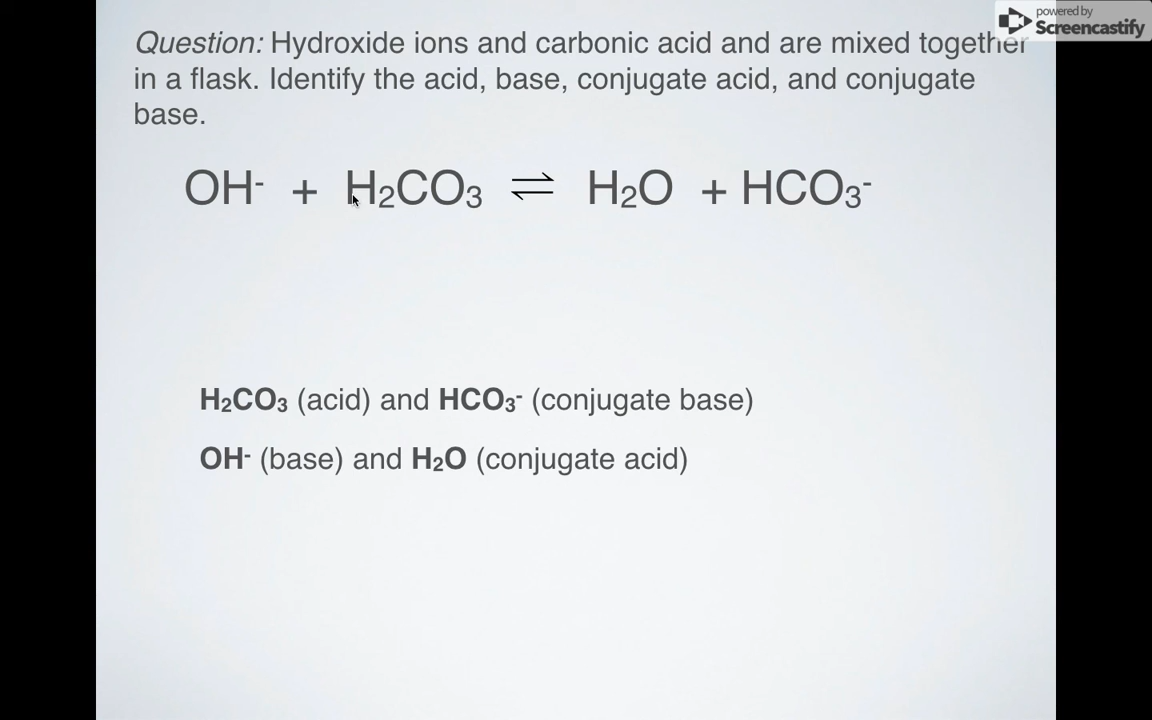 powered by
Screencastify
Question: Hydroxide ions and carbonic acid and are mixed together
in a flask. Identify the acid, base, conjugate acid, and conjugate
base.
OH⁻ + H₂CO₃ ⇌ H₂O + HCO₃⁻
H₂CO₃ (acid) and HCO₃⁻ (conjugate base)
OH⁻ (base) and H₂O (conjugate acid)